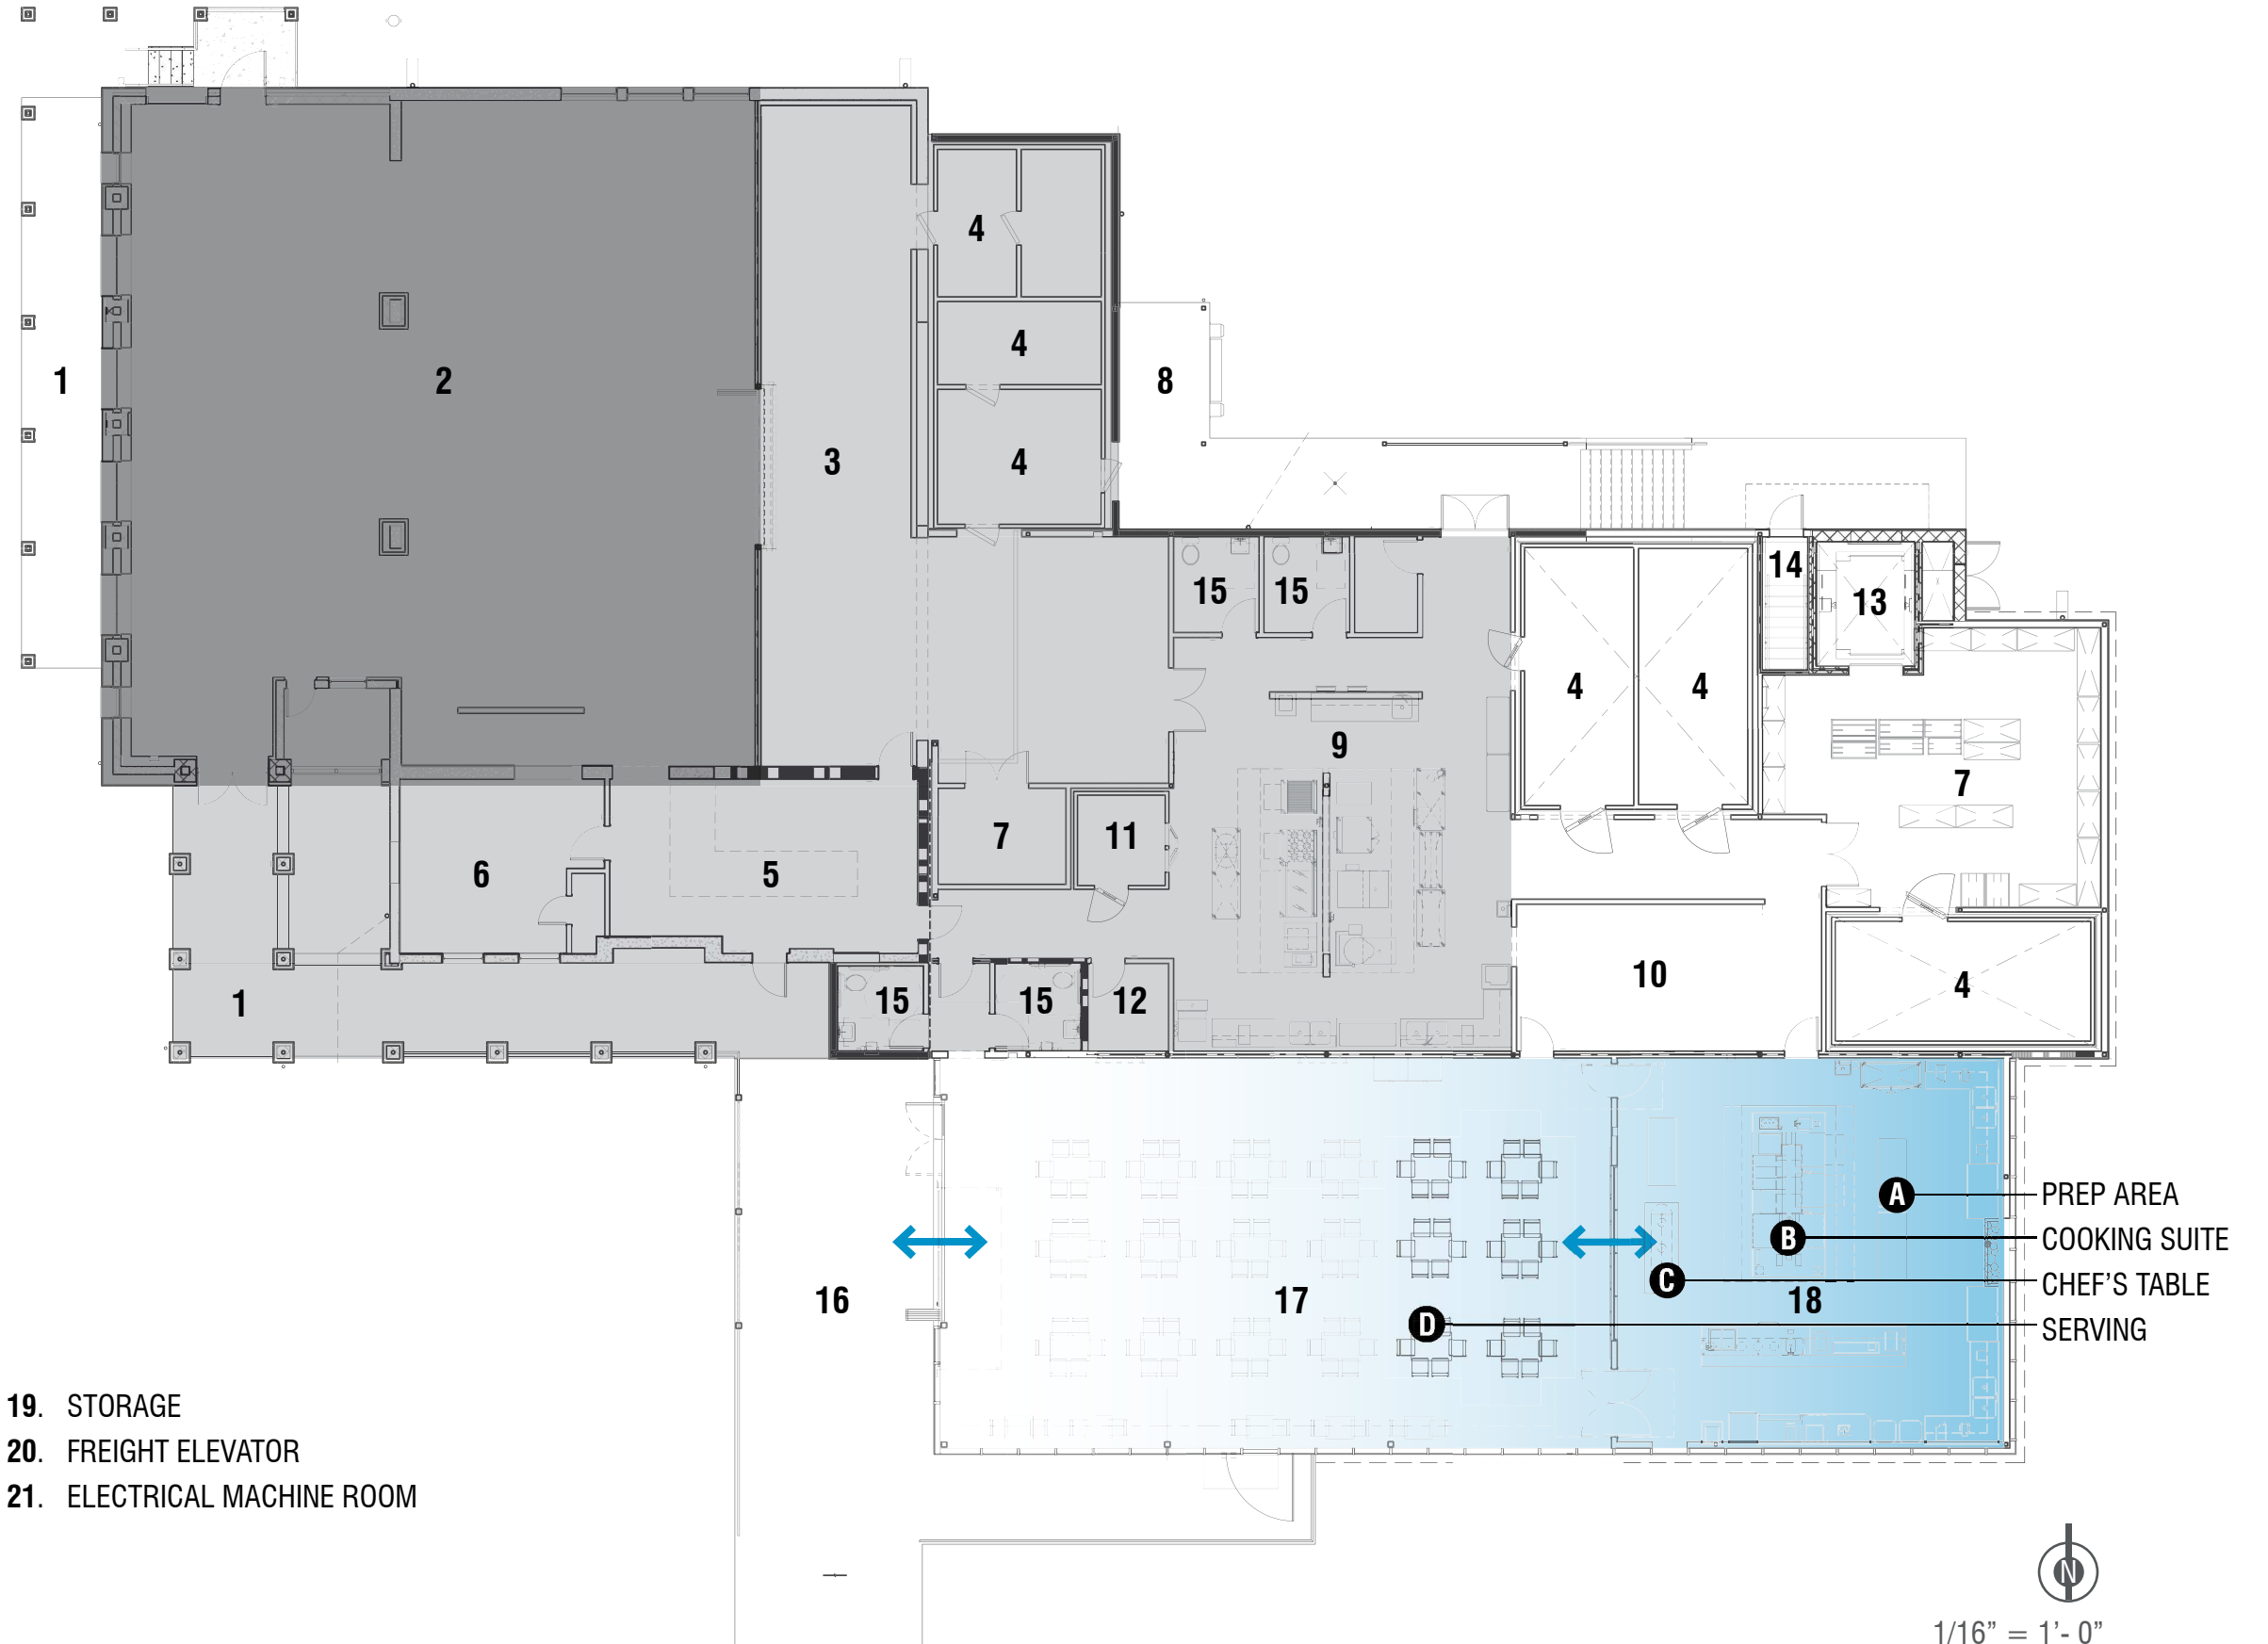 4
4
1
2
8
3
4
15
15
14
13
4
4
9
7
7
11
6
5
10
4
1
15
15
12
A
PREP AREA
B
COOKING SUITE
C
CHEF’S TABLE
16
17
18
D
SERVING
19. STORAGE
20. FREIGHT ELEVATOR
21. ELECTRICAL MACHINE ROOM
N
1/16” = 1’- 0”